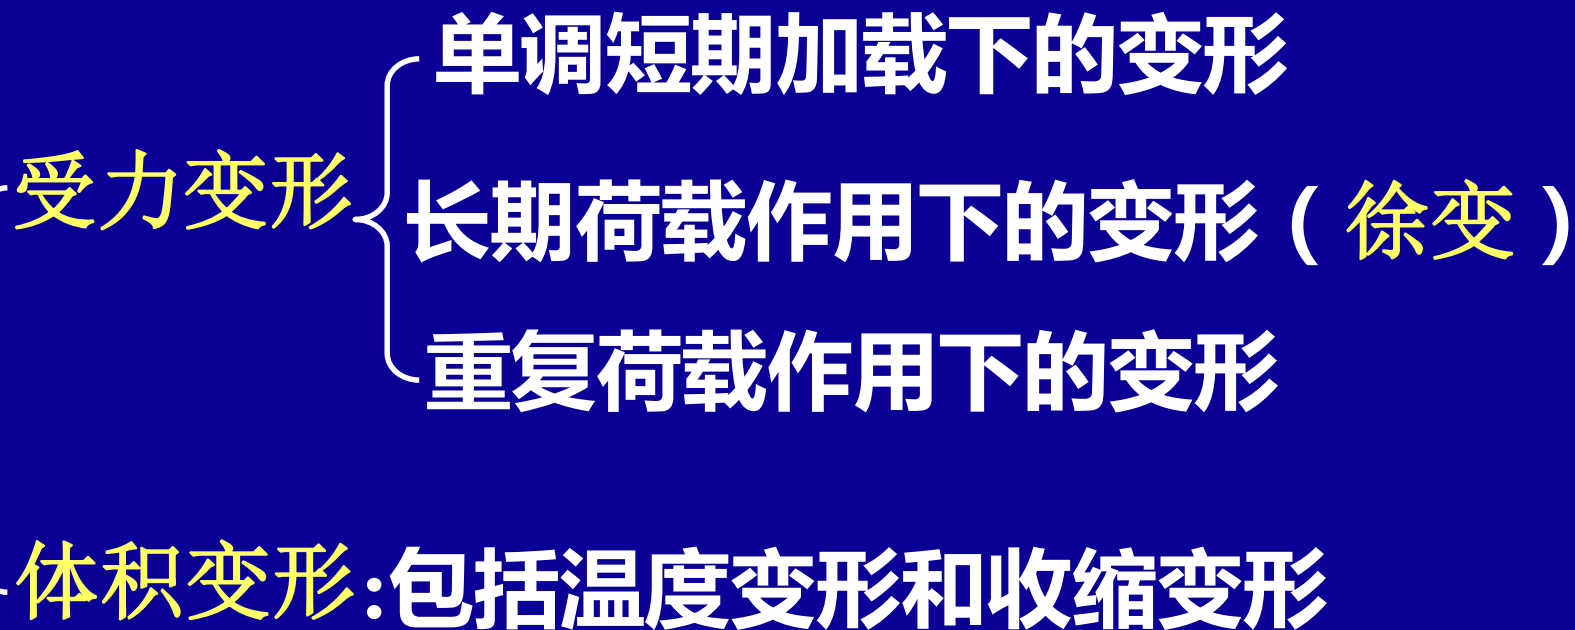 单调短期加载下的变形
受力变形
长期荷载作用下的变形（徐变）
重复荷载作用下的变形
体积变形:包括温度变形和收缩变形